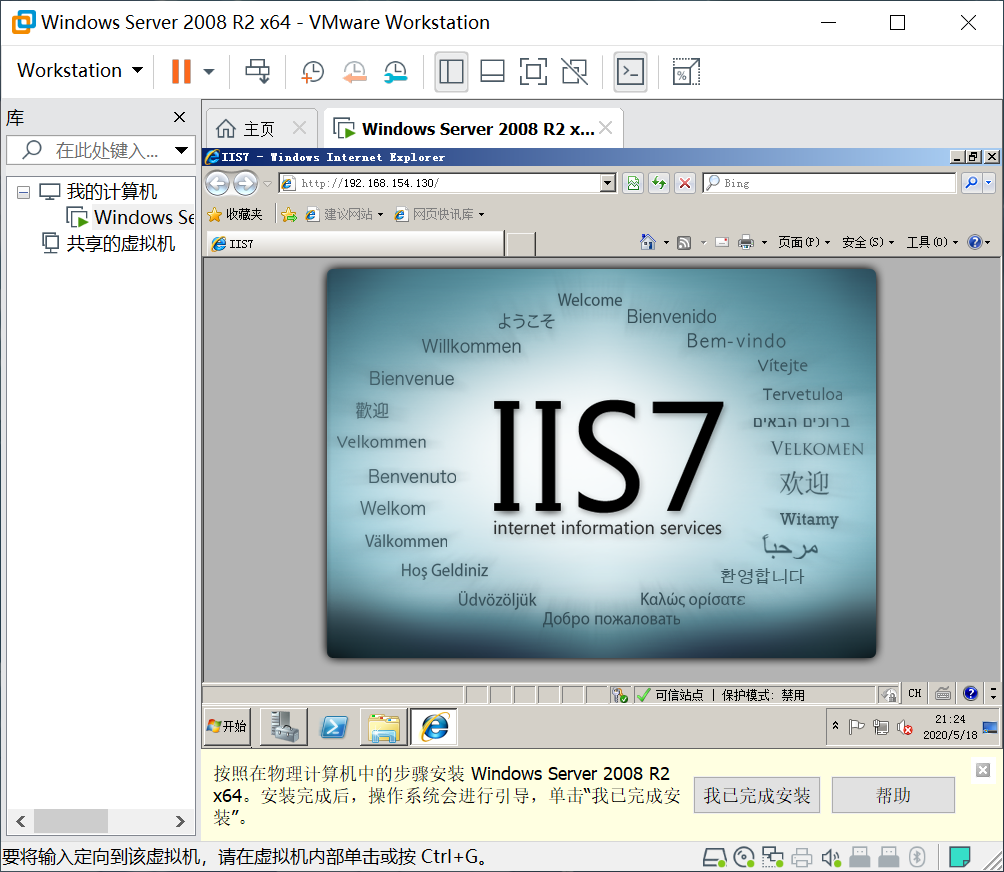 Windows Server 2008 R2 x64 - VMware Workstation
Workstation
库
在此处键入...
我的计算机
Windows Se
共享的虚拟机
主页
Windows Server 2008 R2 x...
IIS7 - Windows Internet Explorer
http://192.168.154.130/
Bing
收藏夹
建议网站
网页快讯库
IIS7
页面(P)
安全(S)
工具(O)
Welcome
ようこそ
Bienvenido
Willkommen
Bem-vindo
Vítejte
Bienvenue
Tervetuloa
歡迎
ברוכים הבאים
Velkommen
VELKOMEN
Benvenuto
欢迎
Welkom
Witamy
Välkommen
مرحباً
Hoş Geldiniz
환영합니다
Üdvözöljük
Καλώς ορίσατε
Добро пожаловать
IIS7
internet information services
可信站点 | 保护模式: 禁用
CH
开始
21:24
2020/5/18
按照在物理计算机中的步骤安装 Windows Server 2008 R2
x64。安装完成后，操作系统会进行引导，单击“我已完成安
装”。
我已完成安装
帮助
要将输入定向到该虚拟机，请在虚拟机内部单击或按 Ctrl+G。